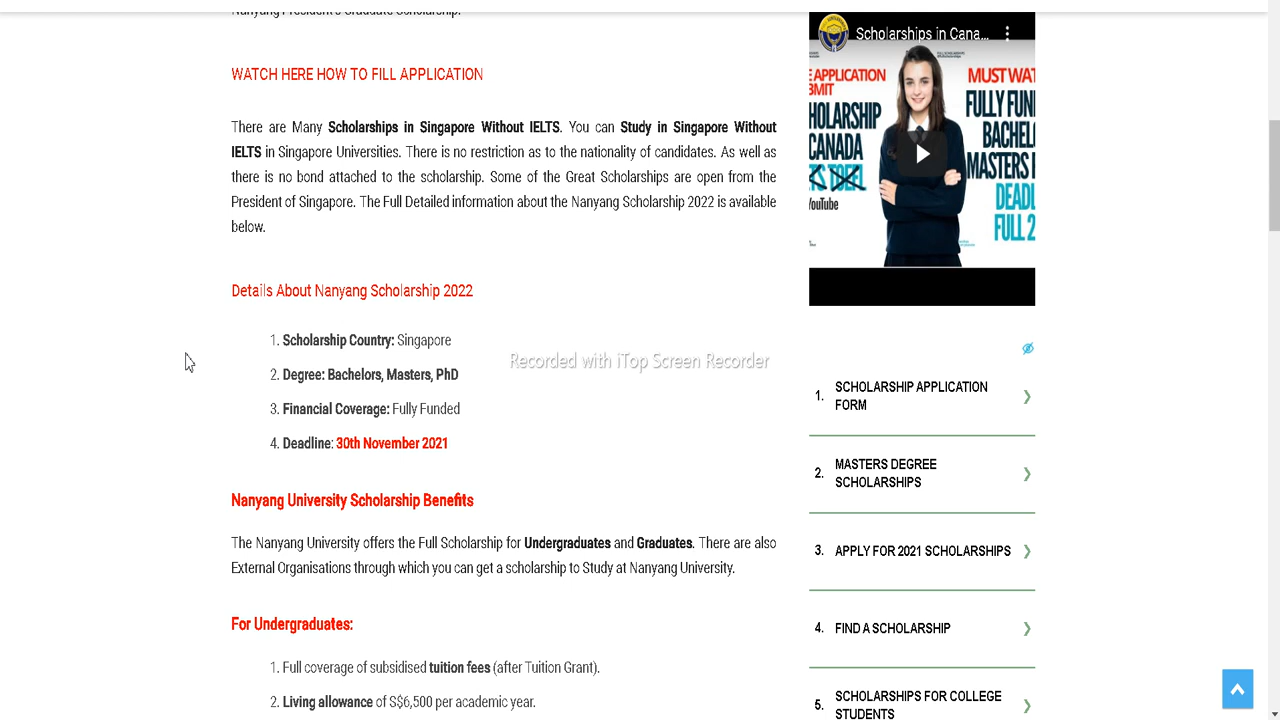 Nanyang President's Graduate Scholarship.
WATCH HERE HOW TO FILL APPLICATION
There are Many Scholarships in Singapore Without IELTS. You can Study in Singapore Without
IELTS in Singapore Universities. There is no restriction as to the nationality of candidates. As well as
there is no bond attached to the scholarship. Some of the Great Scholarships are open from the
President of Singapore. The Full Detailed information about the Nanyang Scholarship 2022 is available
below.
Details About Nanyang Scholarship 2022
1. Scholarship Country: Singapore
2. Degree: Bachelors, Masters, PhD
3. Financial Coverage: Fully Funded
4. Deadline: 30th November 2021
Nanyang University Scholarship Benefits
The Nanyang University offers the Full Scholarship for Undergraduates and Graduates. There are also
External Organisations through which you can get a scholarship to Study at Nanyang University.
For Undergraduates:
1. Full coverage of subsidised tuition fees (after Tuition Grant).
2. Living allowance of S$6,500 per academic year.
Recorded with iTop Screen Recorder
Scholarships in Cana...
E APPLICATION
MUST WAT
FULLY FUN
HOLARSHIP
BACHEL
CANADA
MASTERS
TOEFL
DEADL
YouTube
FULL 2
1. SCHOLARSHIP APPLICATION
FORM
2. MASTERS DEGREE
SCHOLARSHIPS
3. APPLY FOR 2021 SCHOLARSHIPS
4. FIND A SCHOLARSHIP
5. SCHOLARSHIPS FOR COLLEGE
STUDENTS